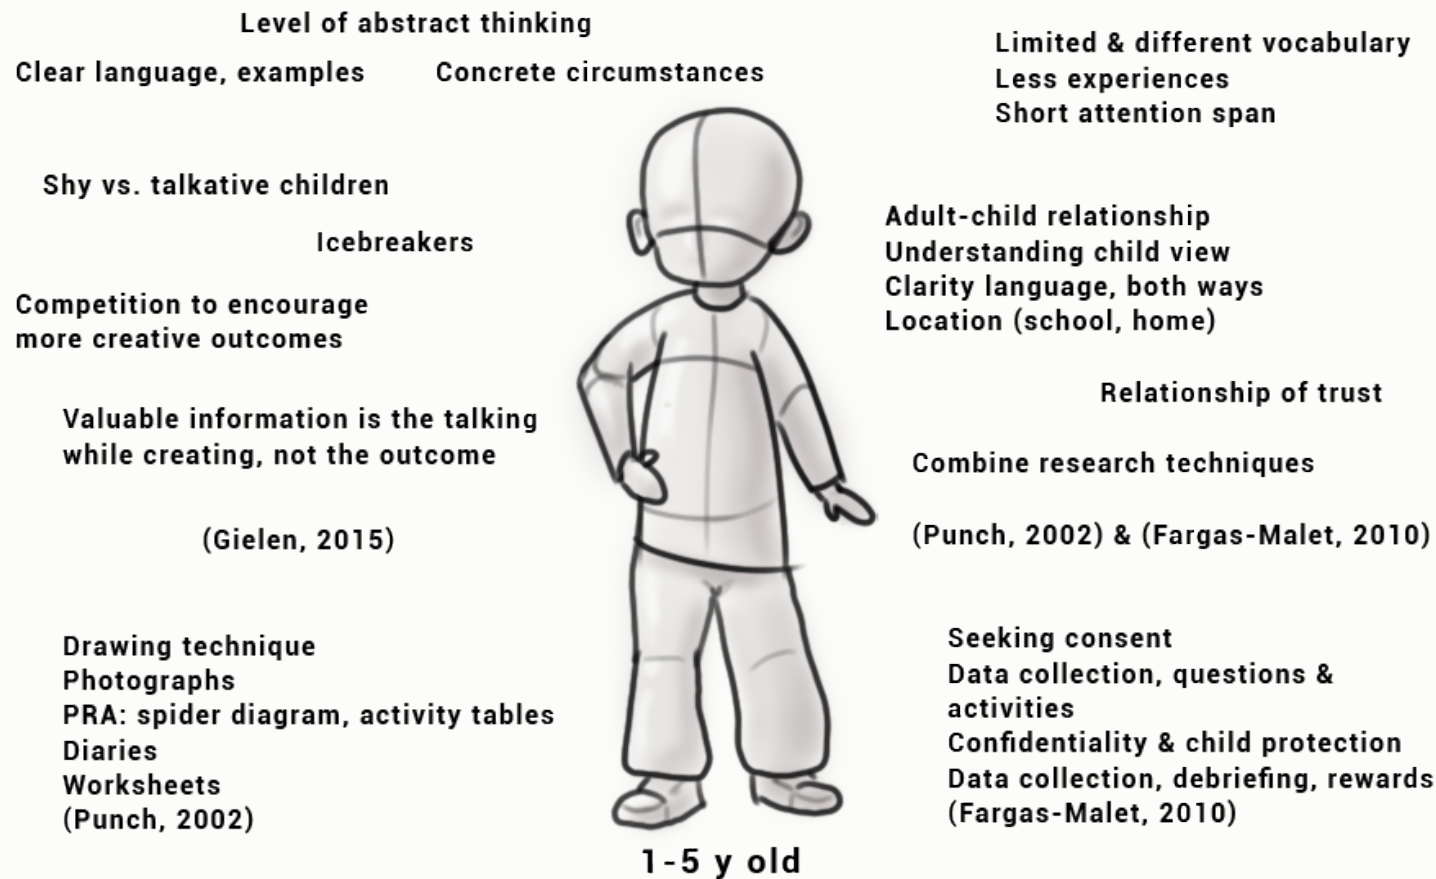 Level of abstract thinking
Clear language, examples
Concrete circumstances
Shy vs. talkative children
Icebreakers
Competition to encourage
more creative outcomes
Valuable information is the talking
while creating, not the outcome
(Gielen, 2015)
Drawing technique
Photographs
PRA: spider diagram, activity tables
Diaries
Worksheets
(Punch, 2002)
Limited & different vocabulary
Less experiences
Short attention span
Adult-child relationship
Understanding child view
Clarity language, both ways
Location (school, home)
Relationship of trust
Combine research techniques
(Punch, 2002) & (Fargas-Malet, 2010)
Seeking consent
Data collection, questions &
activities
Confidentiality & child protection
Data collection, debriefing, rewards
(Fargas-Malet, 2010)
1-5 y old